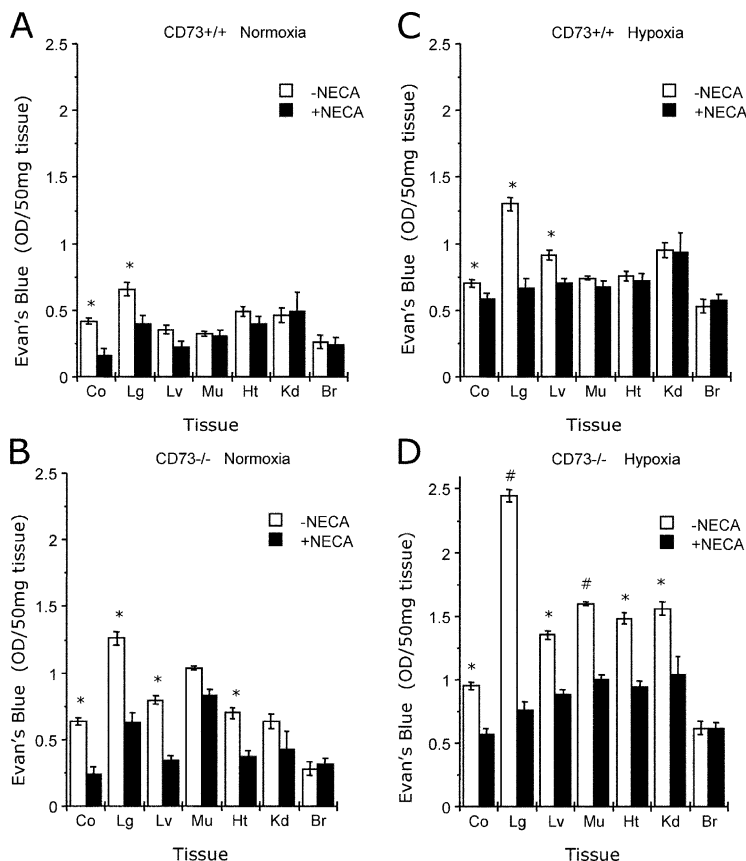 A
CD73+/+ Normoxia
2.5
2
1.5
1
0.5
0
Evan's Blue (OD/50mg tissue)
-NECA
+NECA
*
*
Co Lg Lv Mu Ht Kd Br
Tissue
C
CD73+/+ Hypoxia
2.5
2
1.5
1
0.5
0
Evan's Blue (OD/50mg tissue)
-NECA
+NECA
*
*
*
Co Lg Lv Mu Ht Kd Br
Tissue
B
CD73-/- Normoxia
2.5
2
1.5
1
0.5
0
Evan's Blue (OD/50mg tissue)
-NECA
+NECA
*
*
*
*
Co Lg Lv Mu Ht Kd Br
Tissue
D
CD73-/- Hypoxia
2.5
2
1.5
1
0.5
0
Evan's Blue (OD/50mg tissue)
-NECA
+NECA
*
#
*
#
*
*
Co Lg Lv Mu Ht Kd Br
Tissue